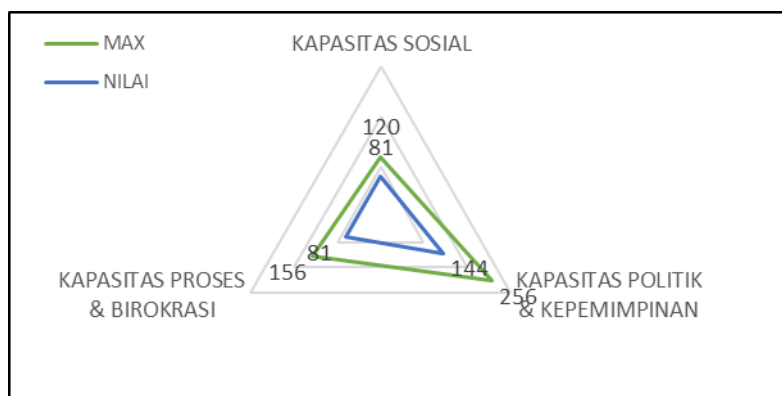 MAX
NILAI
KAPASITAS SOSIAL
120
81
81
156
144
256
KAPASITAS PROSES
& BIROKRASI
KAPASITAS POLITIK
& KEPEMIMPINAN